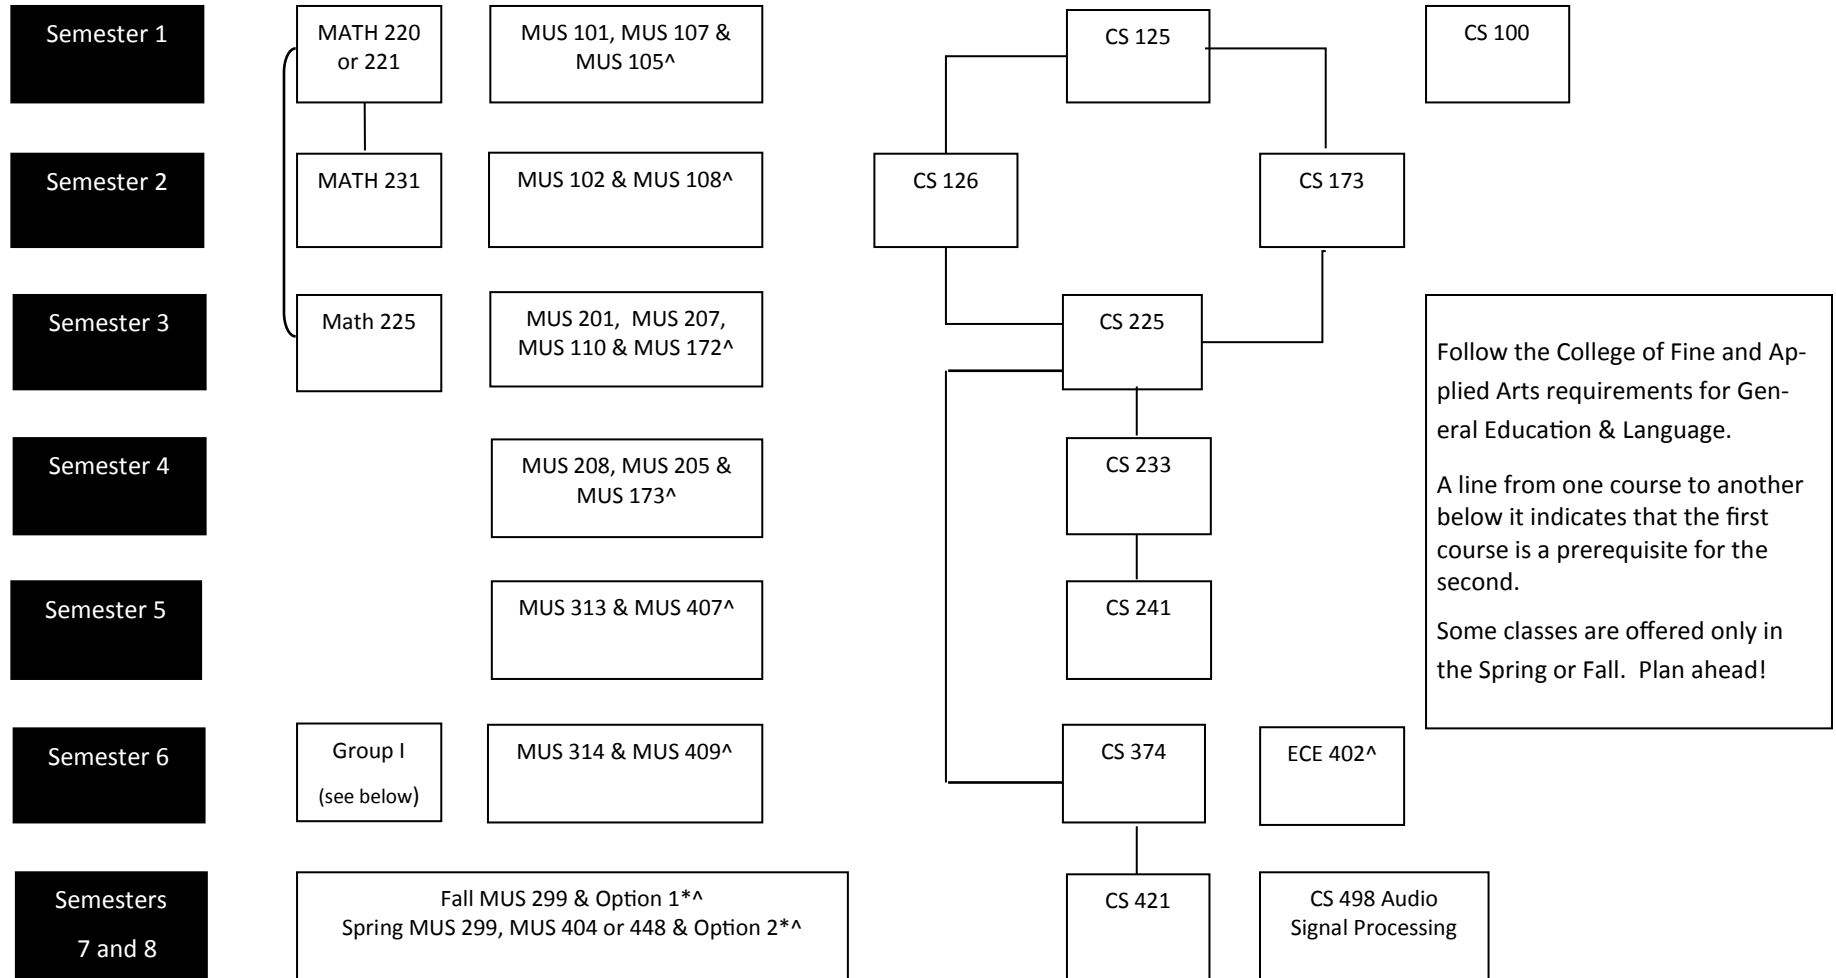 Semester 1
MATH 220
or 221
MUS 101, MUS 107 &
MUS 105^
CS 125
CS 100
Semester 2
MATH 231
MUS 102 & MUS 108^
CS 126
CS 173
Semester 3
Math 225
MUS 201,  MUS 207,
MUS 110 & MUS 172^
CS 225
Follow the College of Fine and Ap-
plied Arts requirements for Gen-
eral Education & Language.
A line from one course to another
below it indicates that the first
course is a prerequisite for the
second.
Some classes are offered only in
the Spring or Fall.  Plan ahead!
Semester 4
MUS 208, MUS 205 &
MUS 173^
CS 233
Semester 5
MUS 313 & MUS 407^
CS 241
Semester 6
Group I
(see below)
MUS 314 & MUS 409^
CS 374
ECE 402^
Semesters
7 and 8
Fall MUS 299 & Option 1*^
Spring MUS 299, MUS 404 or 448 & Option 2*^
CS 421
CS 498 Audio
Signal Processing